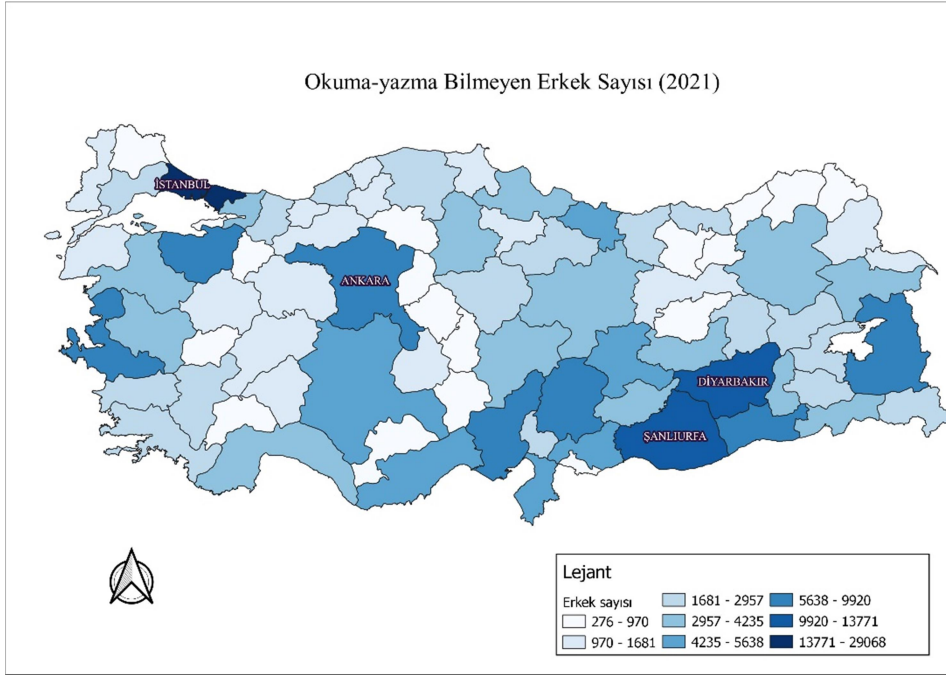 Okuma-yazma Bilmeyen Erkek Sayısı (2021)
İSTANBUL
ANKARA
DİYARBAKIR
ŞANLIURFA
Lejant
Erkek sayısı
276 - 970
970 - 1681
1681 - 2957
2957 - 4235
4235 - 5638
5638 - 9920
9920 - 13771
13771 - 29068